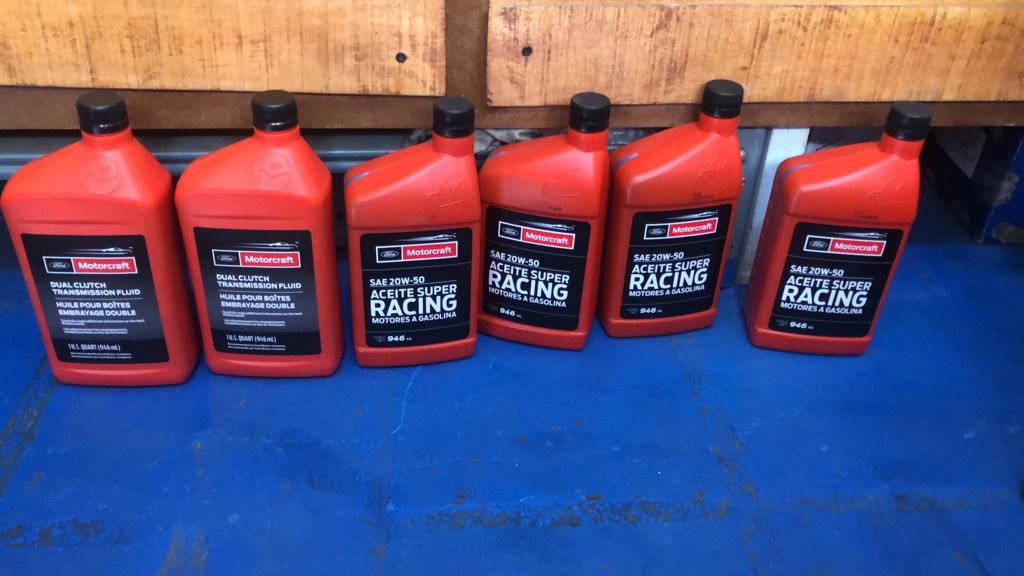 Ford Motorcraft
DUAL CLUTCH
TRANSMISSION FLUID
HUILE POUR BOÎTES
EMBRAYAGE DOUBLE
1 U.S. QUART (946 mL)
Ford Motorcraft
DUAL CLUTCH
TRANSMISSION FLUID
HUILE POUR BOÎTES
EMBRAYAGE DOUBLE
1 U.S. QUART (946 mL)
Ford Motorcraft
SAE 20W-50
ACEITE SUPER
RACING
MOTORES A GASOLINA
946 mL
Ford Motorcraft
SAE 20W-50
ACEITE SUPER
RACING
MOTORES A GASOLINA
946 mL
Ford Motorcraft
SAE 20W-50
ACEITE SUPER
RACING
MOTORES A GASOLINA
946 mL
Ford Motorcraft
SAE 20W-50
ACEITE SUPER
RACING
MOTORES A GASOLINA
946 mL